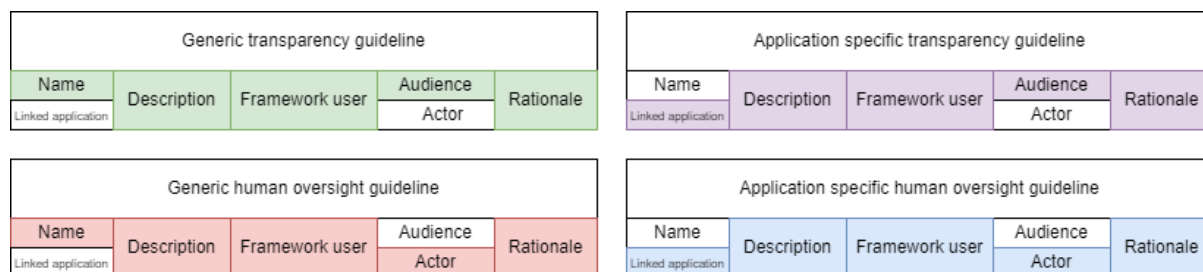 Generic transparency guideline
Name
Linked application
Description
Framework user
Audience
Actor
Rationale
Application specific transparency guideline
Name
Linked application
Description
Framework user
Audience
Actor
Rationale
Generic human oversight guideline
Name
Linked application
Description
Framework user
Audience
Actor
Rationale
Application specific human oversight guideline
Name
Linked application
Description
Framework user
Audience
Actor
Rationale